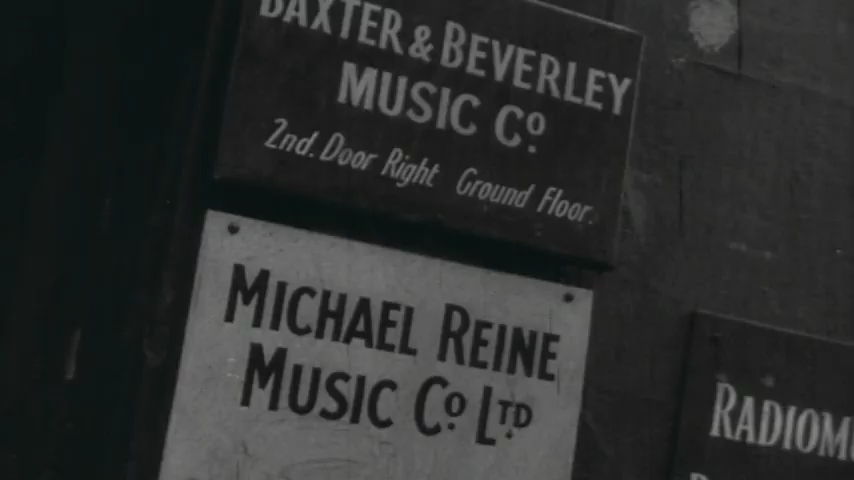 BAXTER & BEVERLEY
MUSIC Co
2nd. Door Right Ground Floor.
MICHAEL REINE
MUSIC Co LTD